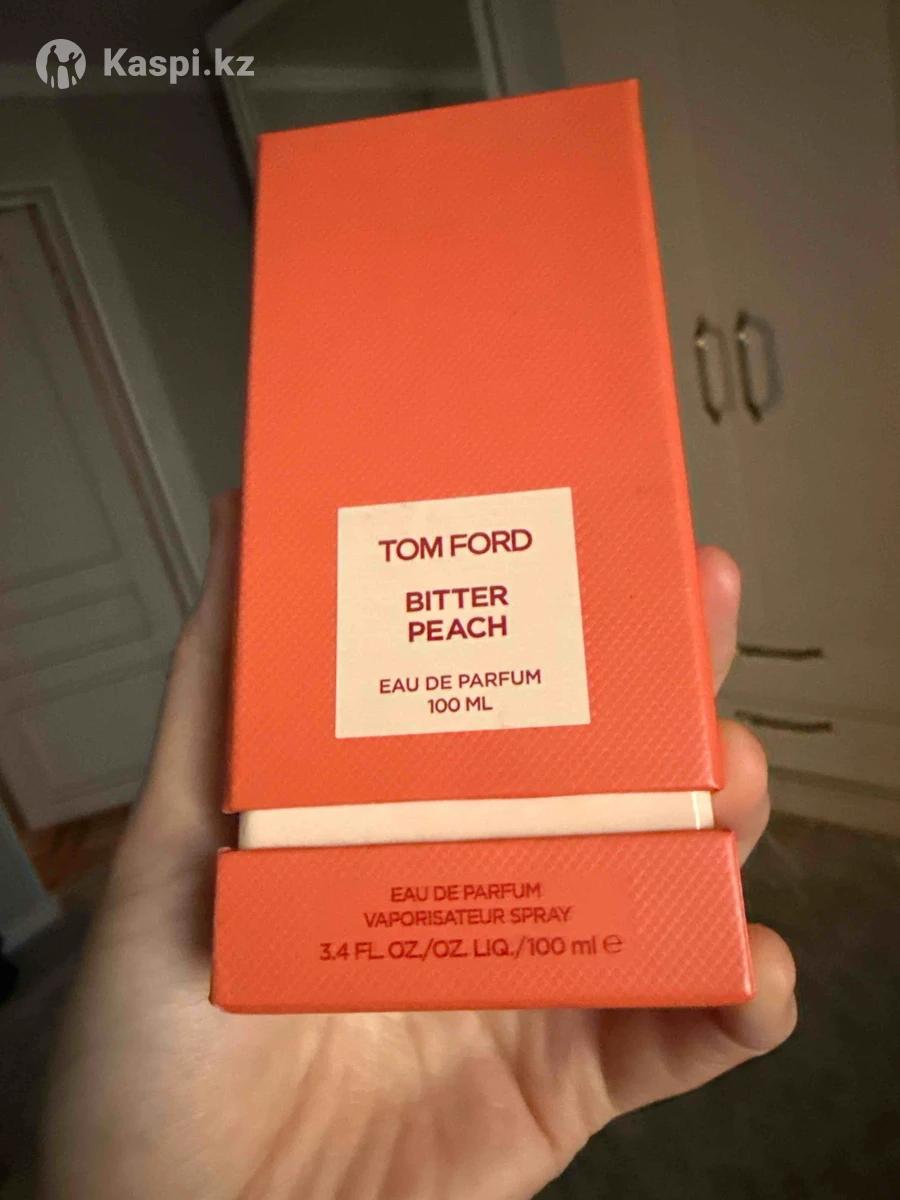 Kaspi.kz
TOM FORD
BITTER
PEACH
EAU DE PARFUM
100 ML
EAU DE PARFUM
VAPORISATEUR SPRAY
3.4 FL. OZ./OZ. LIQ./100 ml ℮